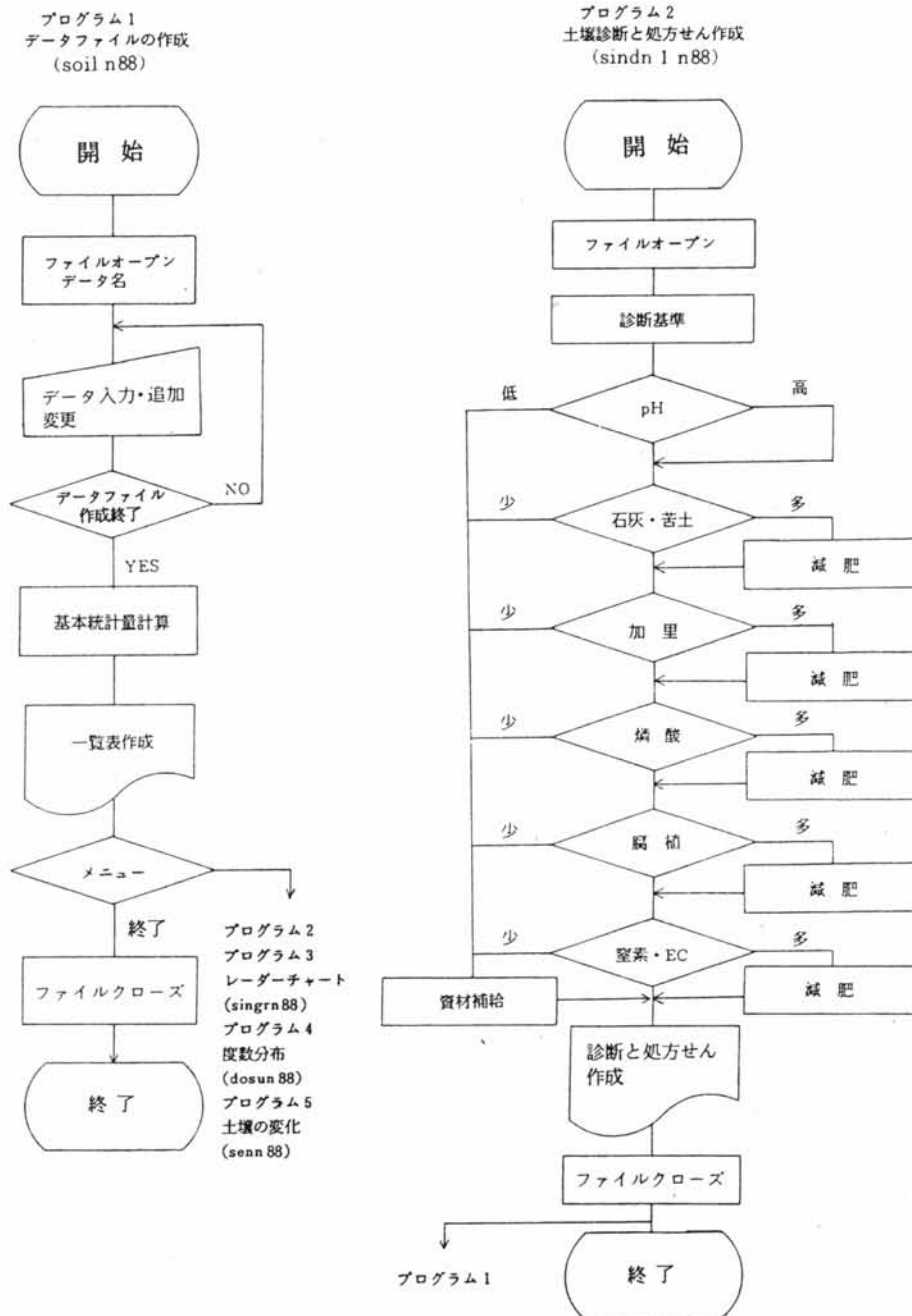 プログラム1
データファイルの作成
(soil n88)
開 始
ファイルオープン
データ名
データ入力・追加
変更
データファイル
作成終了
NO
YES
基本統計量計算
一覧表作成
メニュー
終了
プログラム2
プログラム3
レーダーチャート
(singrn88)
プログラム4
度数分布
(dosun 88)
プログラム5
土壌の変化
(senn 88)
ファイルクローズ
終 了
プログラム2
土壌診断と処方せん作成
(sindn 1 n88)
開 始
ファイルオープン
診断基準
低
pH
高
少
石灰・苦土
多
減 肥
少
加 里
多
減 肥
少
燐 酸
多
減 肥
少
腐 植
多
減 肥
少
窒素・EC
多
減 肥
資材補給
診断と処方せん
作成
ファイルクローズ
プログラム1
終 了